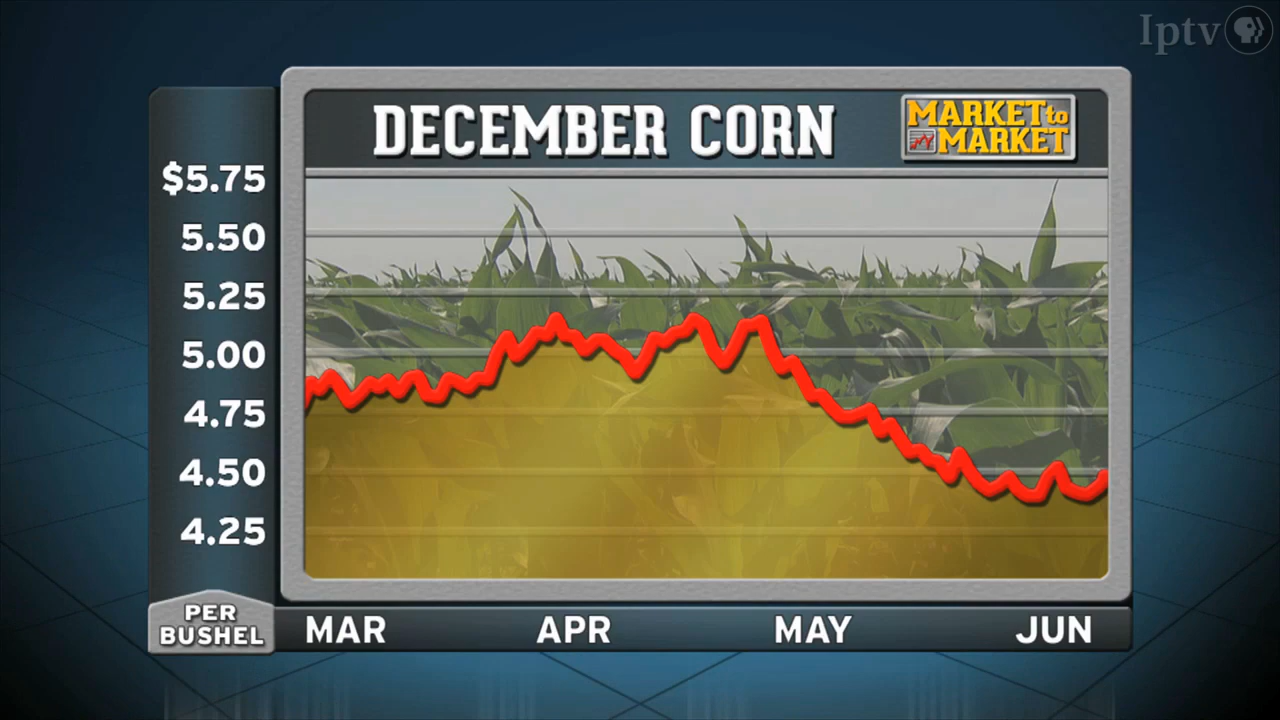 Iptv
DECEMBER CORN
MARKET to
MARKET
$5.75
5.50
5.25
5.00
4.75
4.50
4.25
PER
BUSHEL
MAR APR MAY JUN